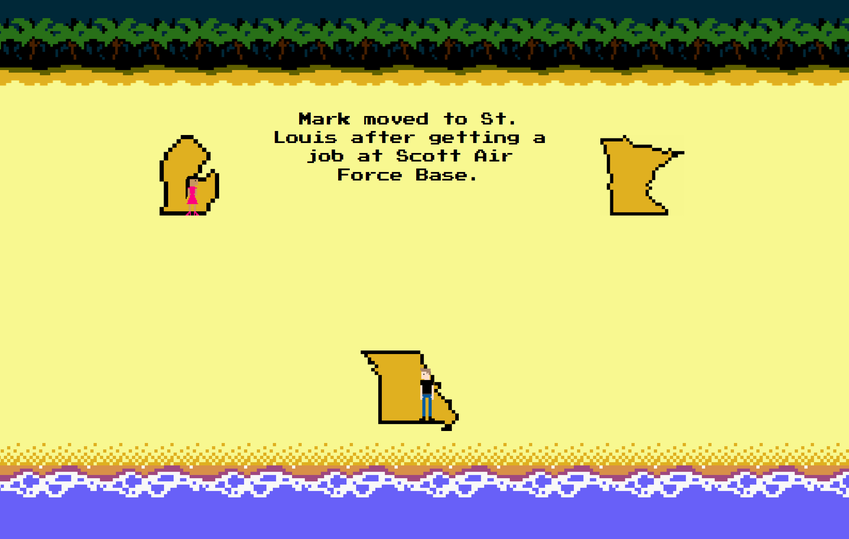 Mark moved to St.
Louis after getting a
job at Scott Air
Force Base.